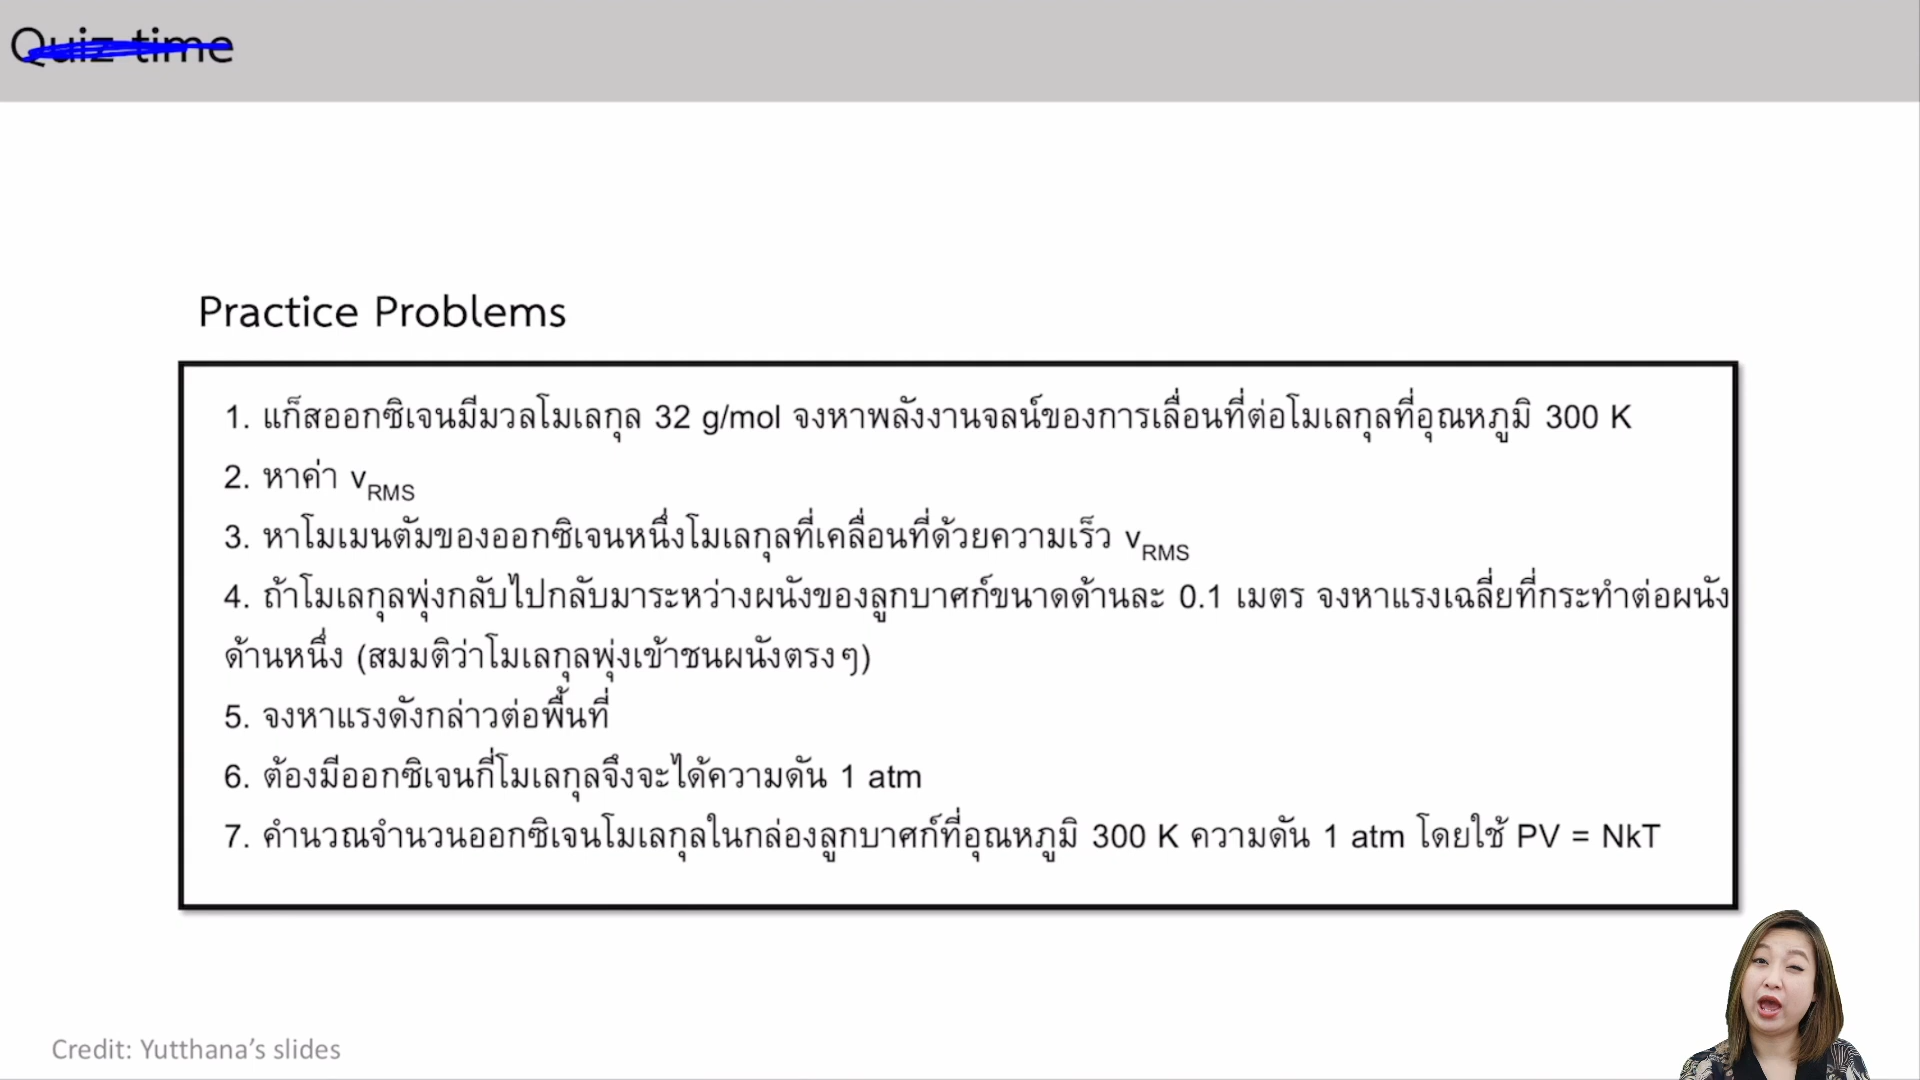 Quiz time
Practice Problems
1. แก็สออกซิเจนมีมวลโมเลกุล 32 g/mol จงหาพลังงานจลน์ของการเลื่อนที่ต่อโมเลกุลที่อุณหภูมิ 300 K
2. หาค่า vRMS
3. หาโมเมนตัมของออกซิเจนหนึ่งโมเลกุลที่เคลื่อนที่ด้วยความเร็ว vRMS
4. ถ้าโมเลกุลพุ่งกลับไปกลับมาระหว่างผนังของลูกบาศก์ขนาดด้านละ 0.1 เมตร จงหาแรงเฉลี่ยที่กระทำต่อผนัง
ด้านหนึ่ง (สมมติว่าโมเลกุลพุ่งเข้าชนผนังตรงๆ)
5. จงหาแรงดังกล่าวต่อพื้นที่
6. ต้องมีออกซิเจนกี่โมเลกุลจึงจะได้ความดัน 1 atm
7. คำนวณจำนวนออกซิเจนโมเลกุลในกล่องลูกบาศก์ที่อุณหภูมิ 300 K ความดัน 1 atm โดยใช้ PV = NkT
Credit: Yutthana’s slides